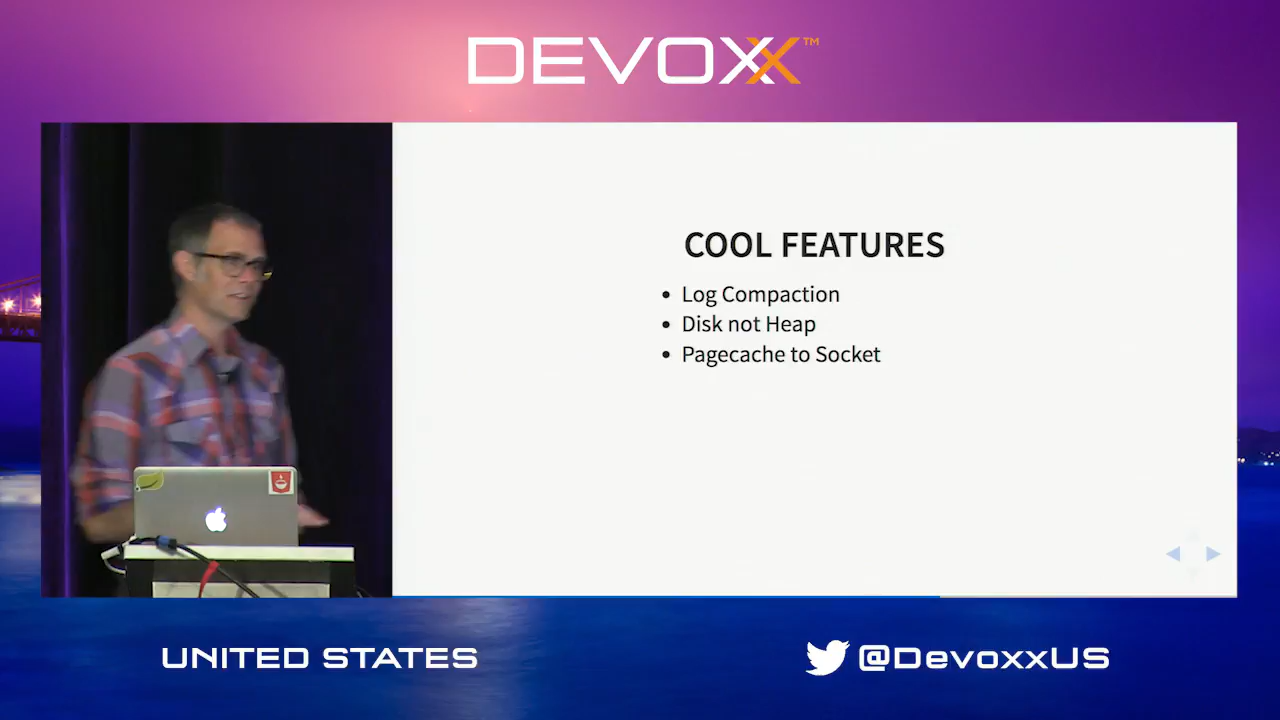 DEVOXX™
COOL FEATURES
• Log Compaction
• Disk not Heap
• Pagecache to Socket
UNITED STATES
@DevoxxUS